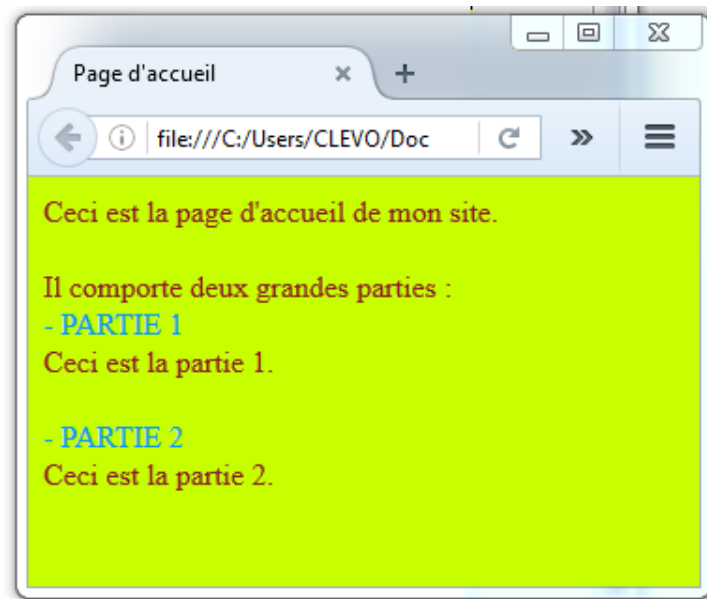 Page d'accueil
file:///C:/Users/CLEVO/Doc
Ceci est la page d'accueil de mon site.
Il comporte deux grandes parties :
- PARTIE 1
Ceci est la partie 1.
- PARTIE 2
Ceci est la partie 2.